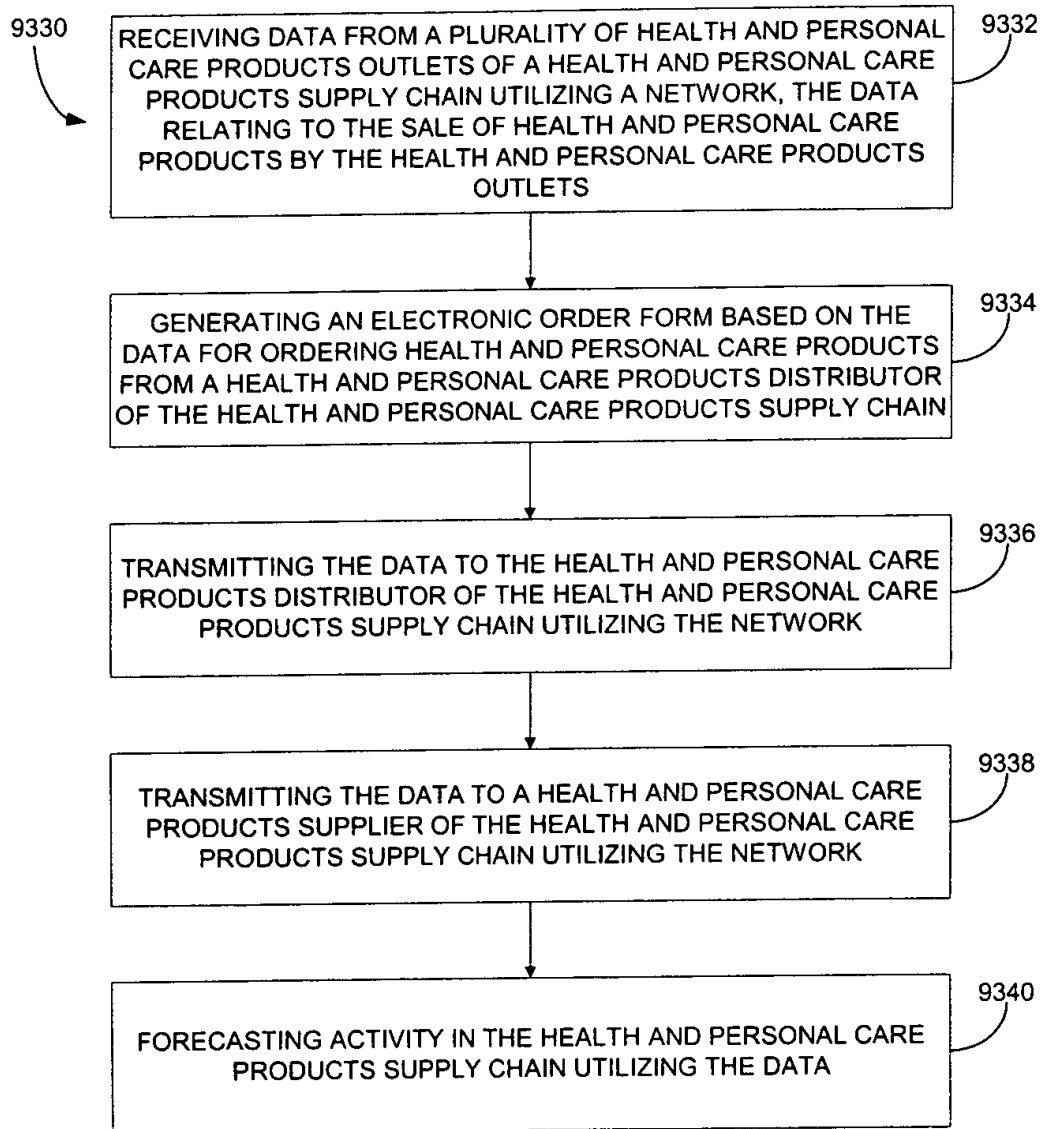 9330
9332
RECEIVING DATA FROM A PLURALITY OF HEALTH AND PERSONAL
CARE PRODUCTS OUTLETS OF A HEALTH AND PERSONAL CARE
PRODUCTS SUPPLY CHAIN UTILIZING A NETWORK, THE DATA
RELATING TO THE SALE OF HEALTH AND PERSONAL CARE
PRODUCTS BY THE HEALTH AND PERSONAL CARE PRODUCTS
OUTLETS
9334
GENERATING AN ELECTRONIC ORDER FORM BASED ON THE
DATA FOR ORDERING HEALTH AND PERSONAL CARE PRODUCTS
FROM A HEALTH AND PERSONAL CARE PRODUCTS DISTRIBUTOR
OF THE HEALTH AND PERSONAL CARE PRODUCTS SUPPLY CHAIN
9336
TRANSMITTING THE DATA TO THE HEALTH AND PERSONAL CARE
PRODUCTS DISTRIBUTOR OF THE HEALTH AND PERSONAL CARE
PRODUCTS SUPPLY CHAIN UTILIZING THE NETWORK
9338
TRANSMITTING THE DATA TO A HEALTH AND PERSONAL CARE
PRODUCTS SUPPLIER OF THE HEALTH AND PERSONAL CARE
PRODUCTS SUPPLY CHAIN UTILIZING THE NETWORK
9340
FORECASTING ACTIVITY IN THE HEALTH AND PERSONAL CARE
PRODUCTS SUPPLY CHAIN UTILIZING THE DATA